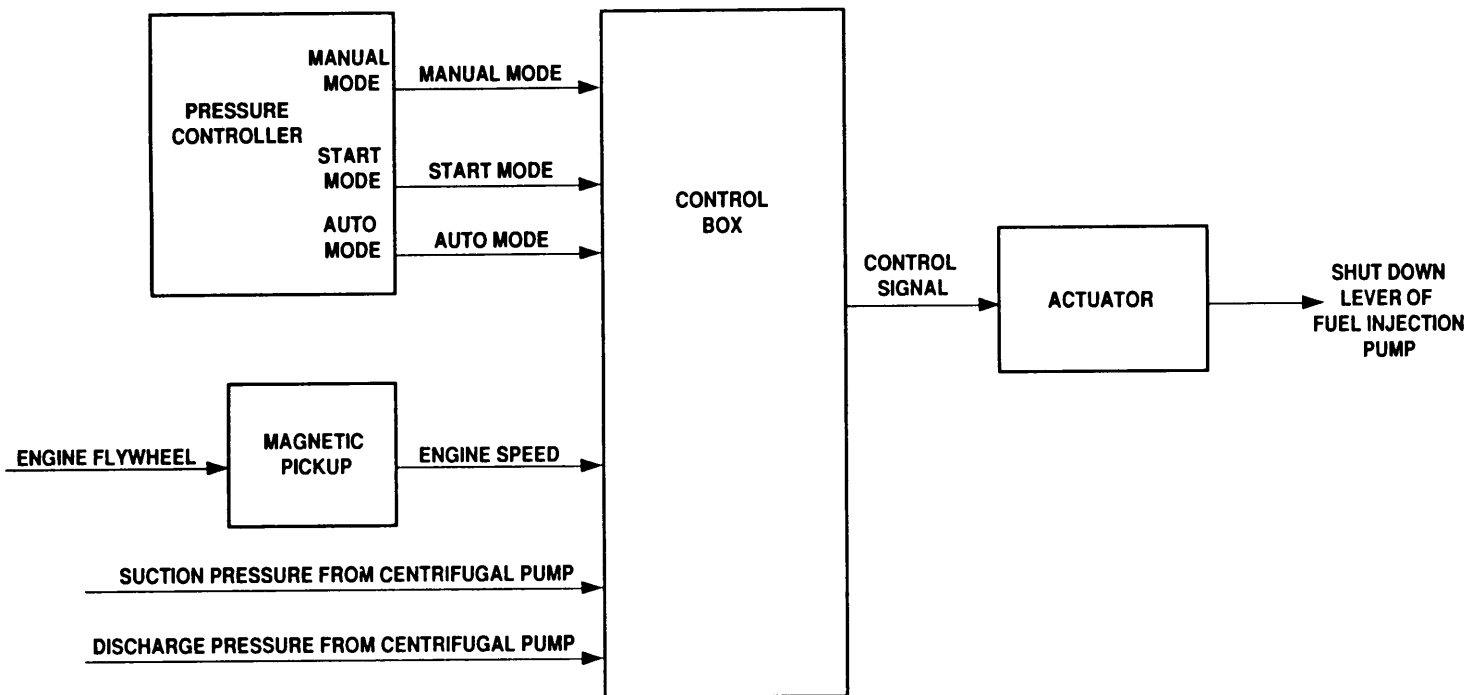 PRESSURE
CONTROLLER
MANUAL
MODE
START
MODE
AUTO
MODE
MANUAL MODE
START MODE
AUTO MODE
CONTROL
BOX
CONTROL
SIGNAL
ACTUATOR
SHUT DOWN
LEVER OF
FUEL INJECTION
PUMP
ENGINE FLYWHEEL
MAGNETIC
PICKUP
ENGINE SPEED
SUCTION PRESSURE FROM CENTRIFUGAL PUMP
DISCHARGE PRESSURE FROM CENTRIFUGAL PUMP